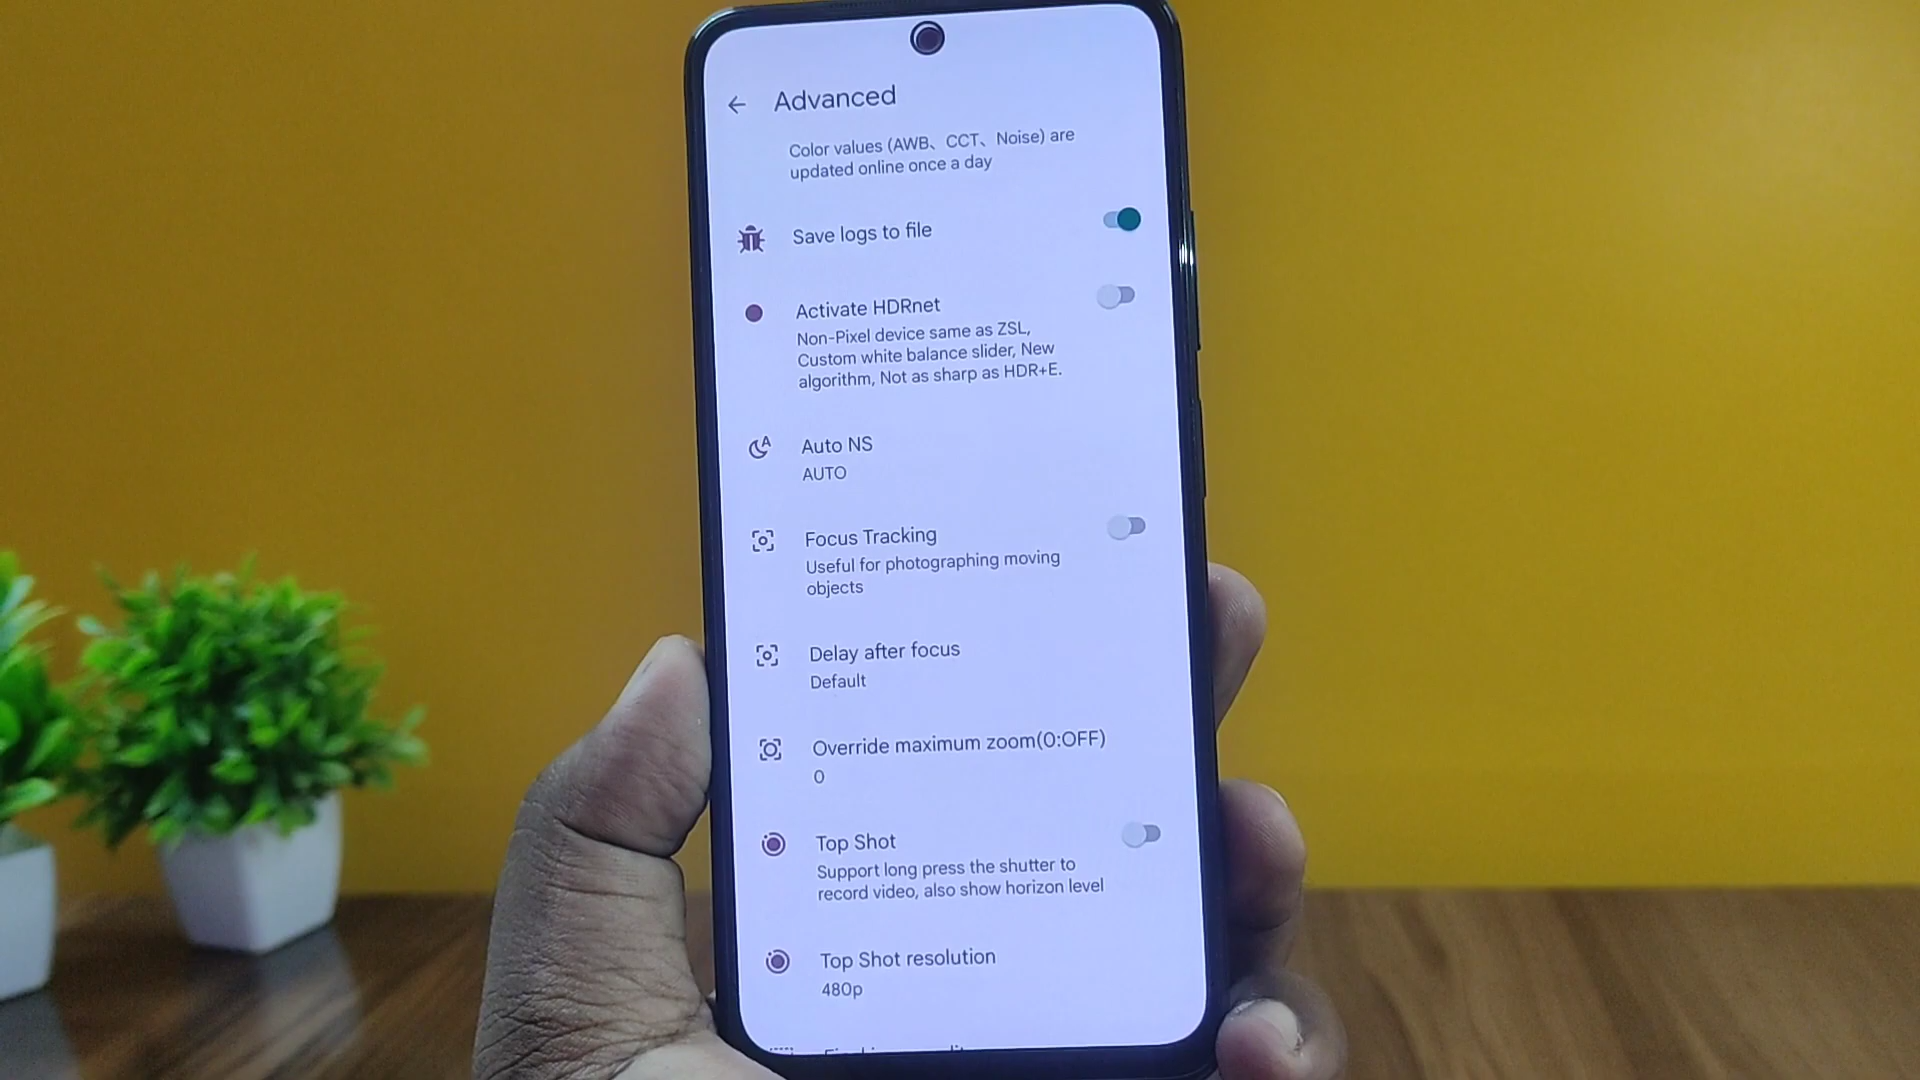 Advanced
Color values (AWB、CCT、Noise) are
updated online once a day
Save logs to file
Activate HDRnet
Non-Pixel device same as ZSL,
Custom white balance slider, New
algorithm, Not as sharp as HDR+E.
Auto NS
AUTO
Focus Tracking
Useful for photographing moving
objects
Delay after focus
Default
Override maximum zoom(0:OFF)
0
Top Shot
Support long press the shutter to
record video, also show horizon level
Top Shot resolution
480p